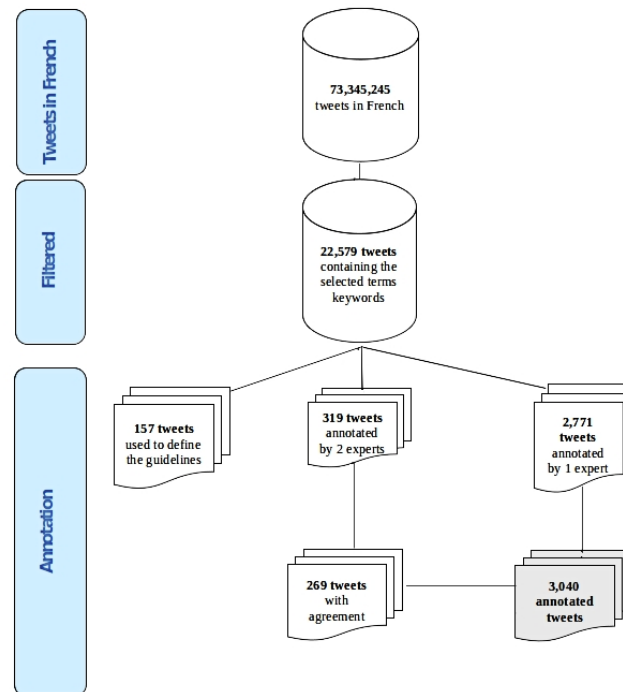 Tweets in French
73,345,245
tweets in French
Filtered
22,579 tweets
containing the
selected terms
keywords
Annotation
157 tweets
used to define
the guidelines
319 tweets
annotated
by 2 experts
2,771
tweets
annotated
by 1 expert
269 tweets
with
agreement
3,040
annotated
tweets